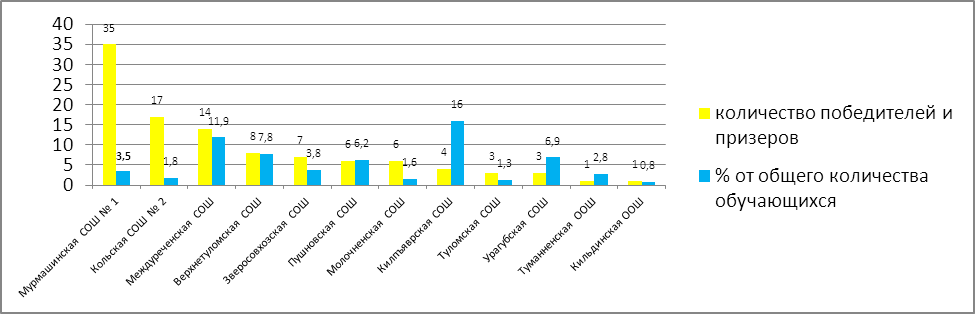 40
35
30
25
20
15
10
5
0
35
3,5
17
1,8
14
11,9
8
7,8
7
3,8
6
6,2
6
1,6
4
16
3
1,3
3
6,9
1
2,8
1
0,8
Мурмашинская СОШ № 1
Кольская СОШ № 2
Междуреченская СОШ
Верхнетуломская СОШ
Зверосовхозская СОШ
Пушновская СОШ
Молочненская СОШ
Килпъярвская СОШ
Туломская СОШ
Урагубская СОШ
Туманненская ООШ
Кильдинская ООШ
количество победителей и
призеров
% от общего количества
обучающихся